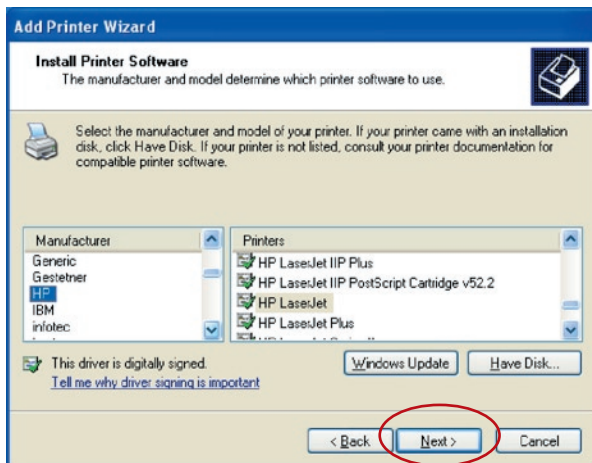 Add Printer Wizard
Install Printer Software
The manufacturer and model determine which printer software to use.
Select the manufacturer and model of your printer. If your printer came with an installation
disk, click Have Disk. If your printer is not listed, consult your printer documentation for
compatible printer software.
Manufacturer
Generic
Gestetner
HP
IBM
infotec
Printers
HP LaserJet IIP Plus
HP LaserJet IIP PostScript Cartridge v52.2
HP LaserJet
HP LaserJet Plus
This driver is digitally signed.
Tell me why driver signing is important
Windows Update
Have Disk...
< Back
Next >
Cancel